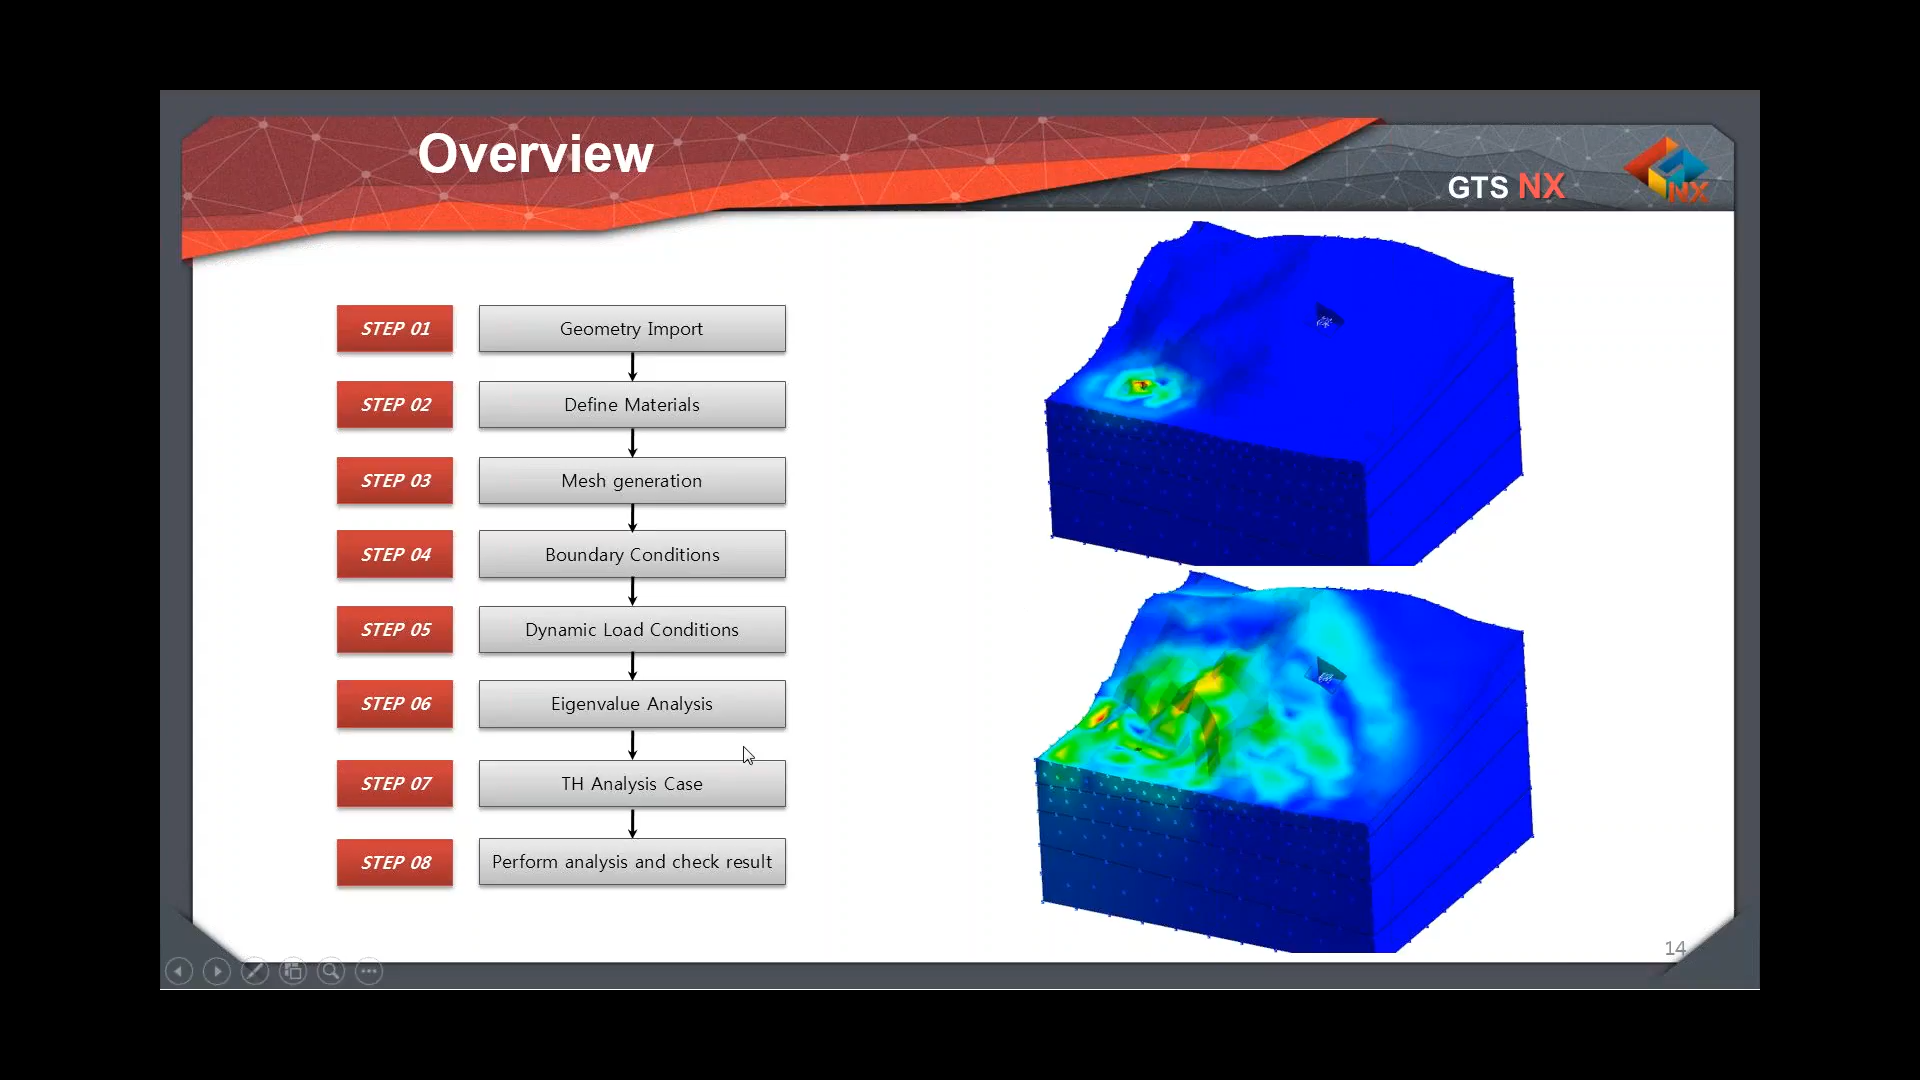 Overview
GTS NX
NX
STEP 01
Geometry Import
STEP 02
Define Materials
STEP 03
Mesh generation
STEP 04
Boundary Conditions
STEP 05
Dynamic Load Conditions
STEP 06
Eigenvalue Analysis
STEP 07
TH Analysis Case
STEP 08
Perform analysis and check result
14